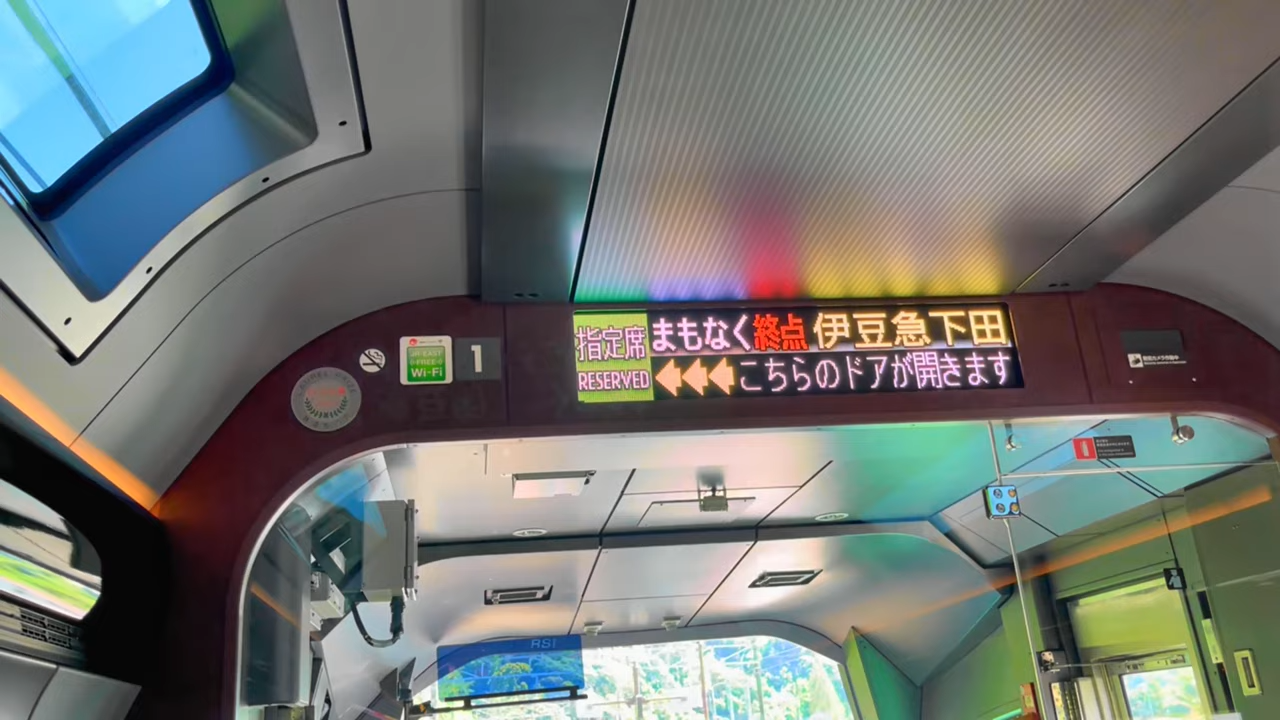 指定席
RESERVED
まもなく終点 伊豆急下田
こちらのドアが開きます
JR-EAST
FREE
Wi-Fi
1
RSI